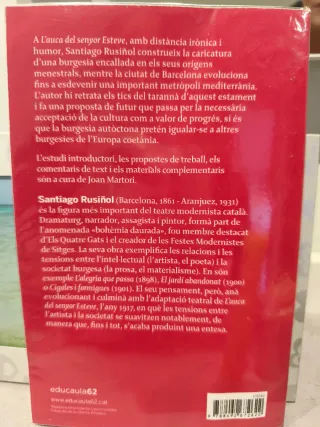 A L'auca del senyor Esteve, amb distància irònica i
humor, Santiago Rusiñol construeix la caricatura
d'una burgesia encallada en els seus orígens
menestrals, mentre la ciutat de Barcelona evoluciona
fins a esdevenir una important metròpoli mediterrània.
L'autor hi retrata els tics del tarannà d'aquest estament
i fa una proposta de futur que passa per la necessària
acceptació de la cultura com a valor de progrés, si és
que la burgesia autòctona pretén igualar-se a altres
burgesies de l'Europa coetània.
L'estudi introductori, les propostes de treball, els
comentaris de text i els materials complementaris
són a cura de Joan Martori.
Santiago Rusiñol (Barcelona, 1861 - Aranjuez, 1931)
és la figura més important del teatre modernista català.
Dramaturg, narrador, assagista i pintor, formà part de
l'anomenada «bohèmia daurada», fou membre destacat
d'Els Quatre Gats i el creador de les Festes Modernistes
de Sitges. La seva obra exemplifica les relacions i les
tensions entre l'intel·lectual (l'artista, el poeta) i la
societat burgesa (la prosa, el materialisme). En són
exemple L'alegria que passa (1898), El jardí abandonat (1900)
o Cigales i formigues (1901). El seu pensament, però, anà
evolucionant i culminà amb l'adaptació teatral de L'auca
del senyor Esteve, l'any 1917, en què les tensions entre
l'artista i la societat se suavitzen notablement, de
manera que, fins i tot, s'acaba produint una entesa.
educaula62
www.educaula62.cat